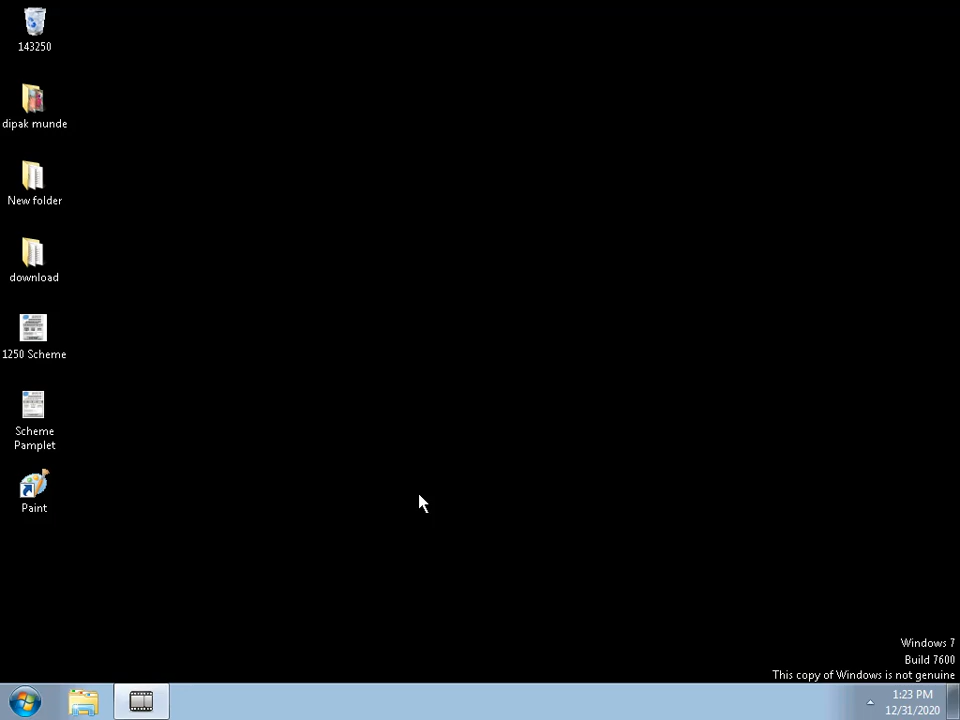 143250
dipak munde
New folder
download
1250 Scheme
Scheme
Pamplet
Paint
Windows 7
Build 7600
This copy of Windows is not genuine
1:23 PM
12/31/2020